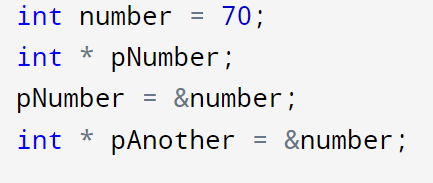 int number = 70;
int * pNumber;
pNumber = &number;
int * pAnother = &number;